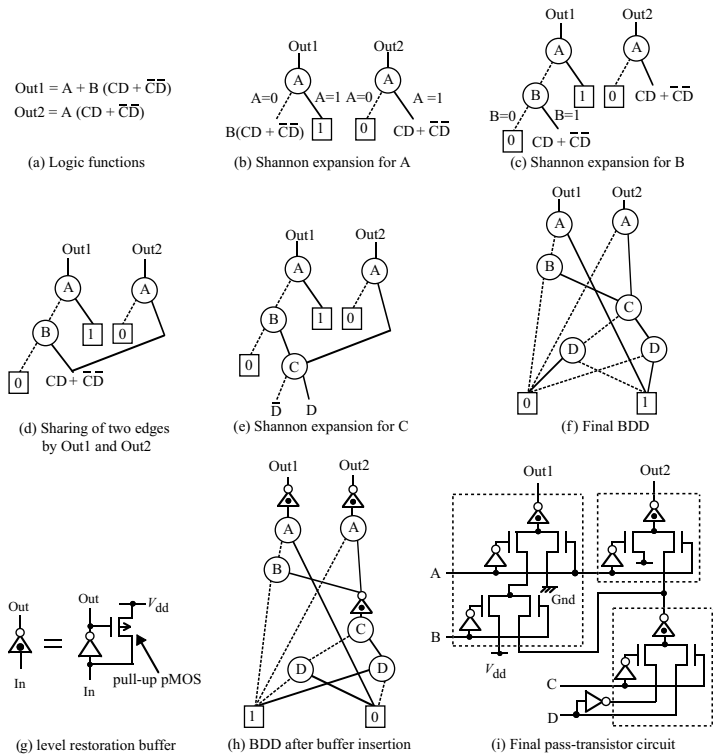 Out1 = A + B (CD + C̅D̅)
Out2 = A (CD + C̅D̅)
(a) Logic functions
Out1 Out2
A A
A=0 A=1 A=0 A =1
B(CD + C̅D̅) 1 0 CD + C̅D̅
(b) Shannon expansion for A
Out1 Out2
A A
B 1 0 CD + C̅D̅
B=0 B=1
0 CD + C̅D̅
(c) Shannon expansion for B
Out1 Out2
A A
B 1 0
0 CD + C̅D̅
(d) Sharing of two edges
by Out1 and Out2
Out1 Out2
A A
B 1 0
0 C
D̅ D
(e) Shannon expansion for C
Out1 Out2
A A
B
C
D D
0 1
(f) Final BDD
Out Out Vdd
=
In In pull-up pMOS
(g) level restoration buffer
Out1 Out2
A A
B
C
D D
1 0
(h) BDD after buffer insertion
Out1 Out2
A
Gnd
B
Vdd
C
D
(i) Final pass-transistor circuit